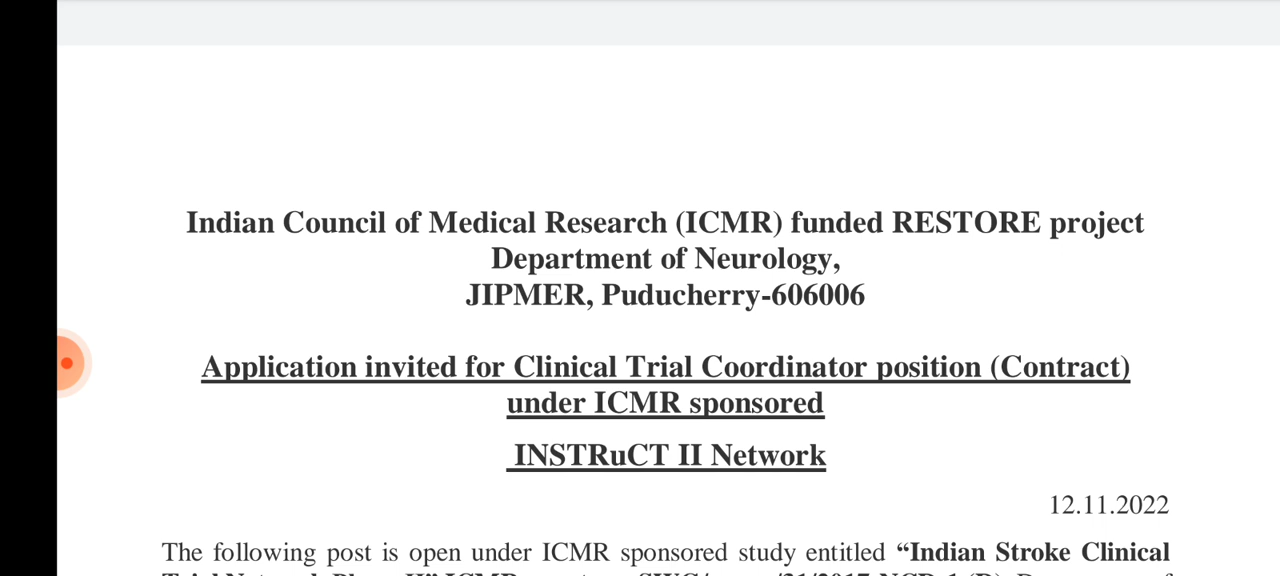 Indian Council of Medical Research (ICMR) funded RESTORE project
Department of Neurology,
JIPMER, Puducherry-606006
Application invited for Clinical Trial Coordinator position (Contract)
under ICMR sponsored
INSTRuCT II Network
12.11.2022
The following post is open under ICMR sponsored study entitled “Indian Stroke Clinical